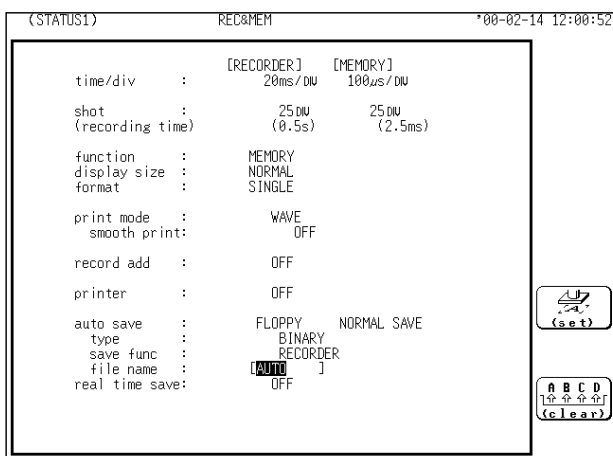 (STATUS1) REC&MEM '00-02-14 12:00:52
[RECORDER] [MEMORY]
time/div : 20ms/DIV 100µs/DIV
shot : 25DIV 25DIV
(recording time) (0.5s) (2.5ms)
function : MEMORY
display size : NORMAL
format : SINGLE
print mode : WAVE
smooth print: OFF
record add : OFF
printer : OFF
auto save : FLOPPY NORMAL SAVE
type : BINARY
save func : RECORDER
file name : [AUTO ]
real time save: OFF
(set)
A B C D
(clear)